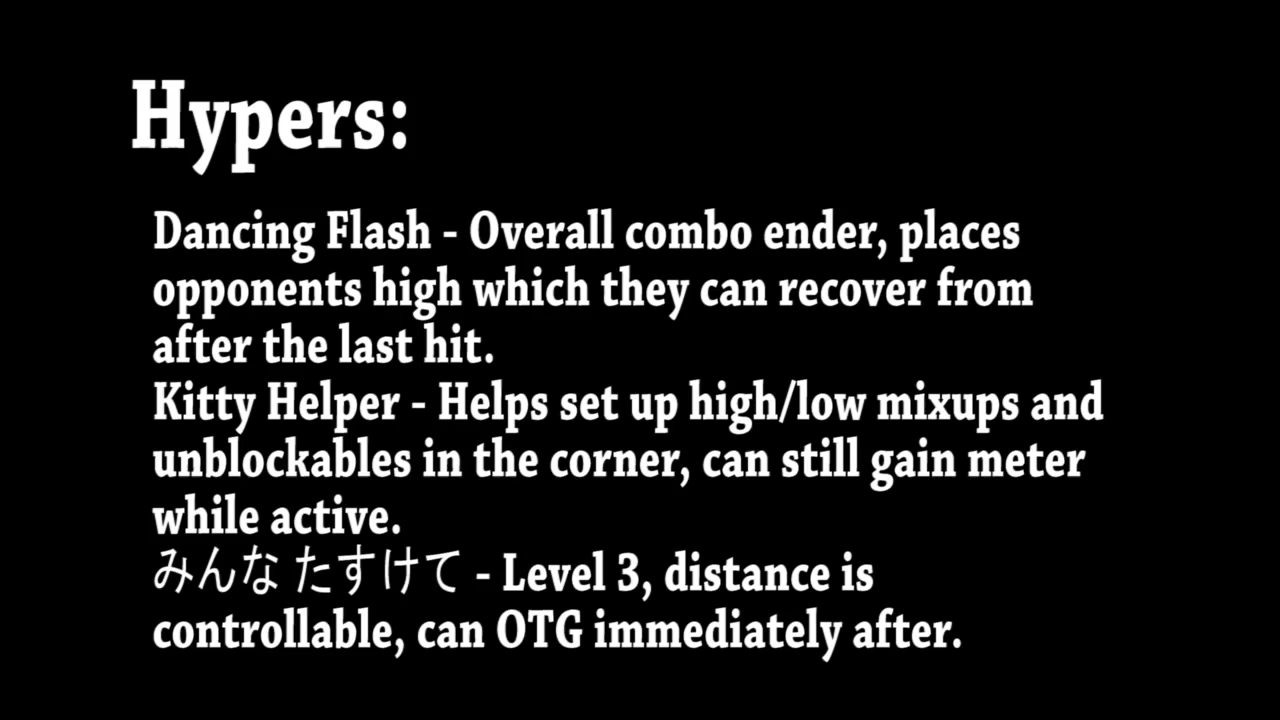 Hypers:
Dancing Flash - Overall combo ender, places
opponents high which they can recover from
after the last hit.
Kitty Helper - Helps set up high/low mixups and
unblockables in the corner, can still gain meter
while active.
みんな たすけて - Level 3, distance is
controllable, can OTG immediately after.